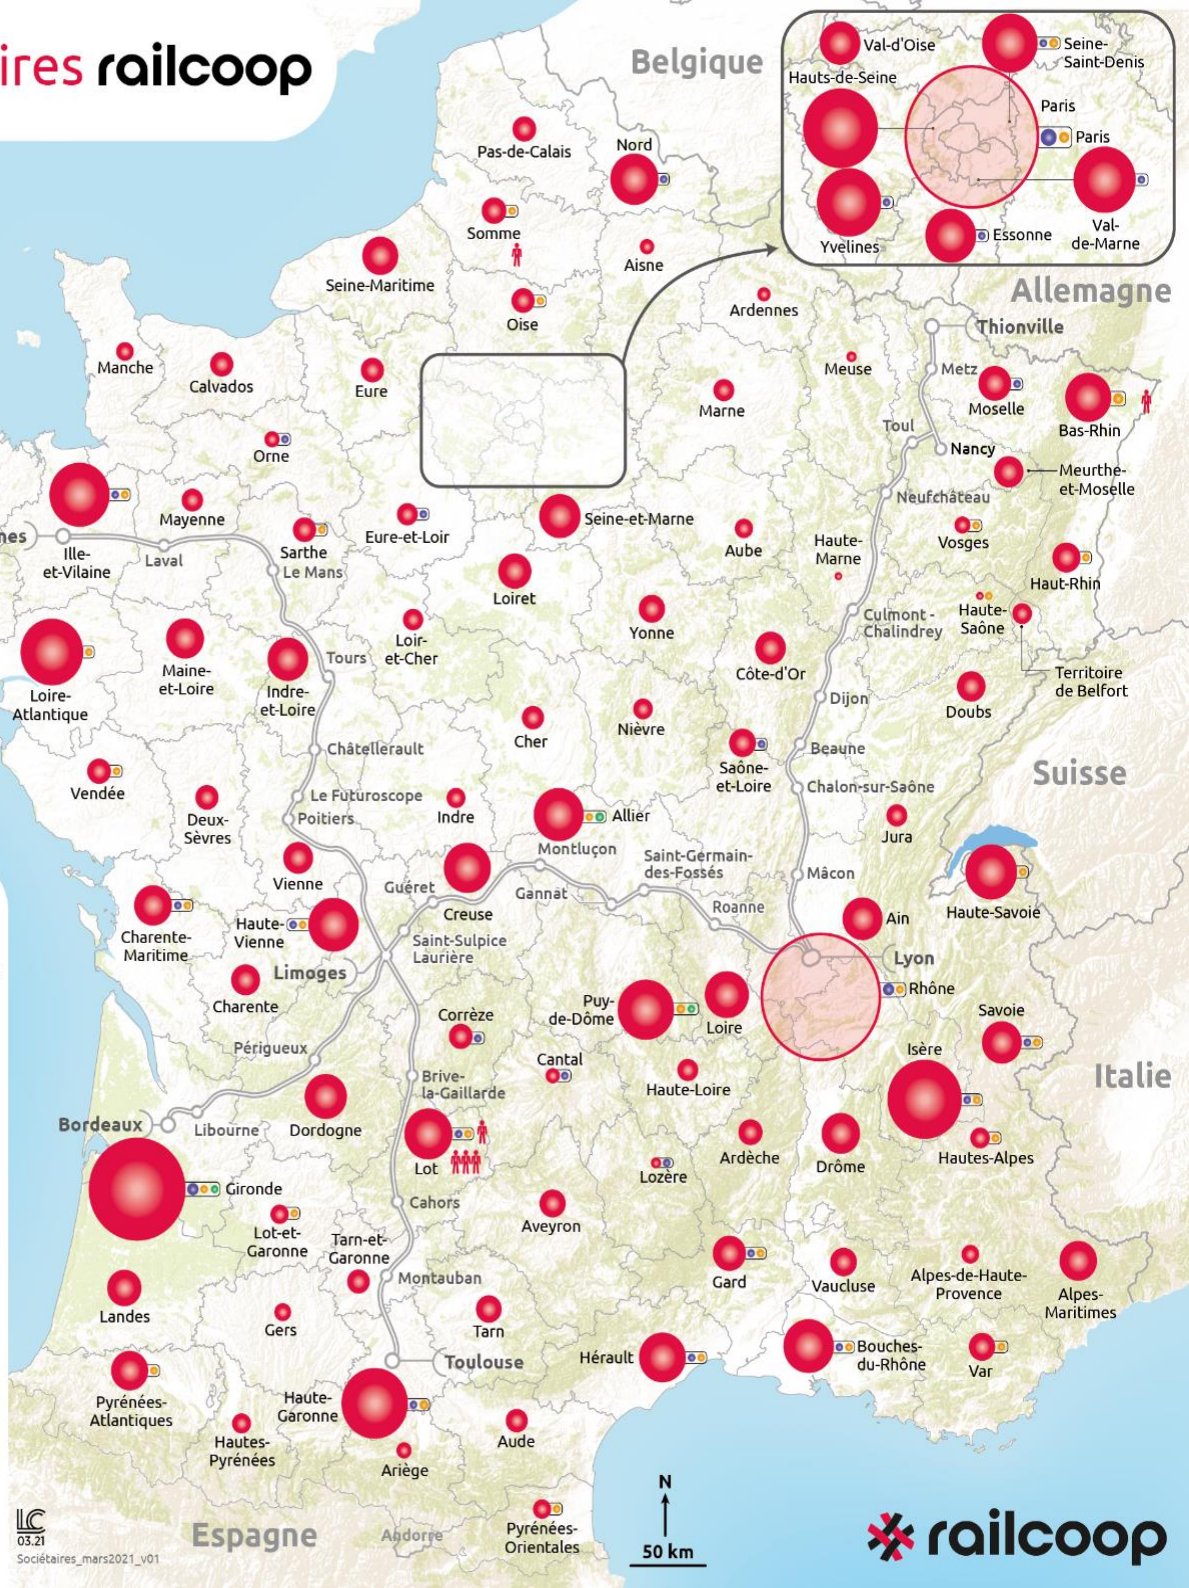 ires railcoop
Belgique
Val-d'Oise
Seine-
Saint-Denis
Hauts-de-Seine
Paris
Paris
Val-
de-Marne
Yvelines
Essonne
Pas-de-Calais
Nord
Somme
Aisne
Seine-Maritime
Oise
Ardennes
Allemagne
Thionville
Manche
Calvados
Eure
Meuse
Metz
Moselle
Marne
Bas-Rhin
Toul
Nancy
Orne
Meurthe-
et-Moselle
Neufchâteau
Mayenne
Sarthe
Eure-et-Loir
Seine-et-Marne
Aube
Haute-
Marne
Vosges
nes
Ille-
et-Vilaine
Laval
Le Mans
Haut-Rhin
Loiret
Loir-
et-Cher
Yonne
Culmont -
Chalindrey
Haute-
Saône
Territoire
de Belfort
Loire-
Atlantique
Maine-
et-Loire
Indre-
et-Loire
Tours
Côte-d'Or
Dijon
Doubs
Cher
Nièvre
Châtellerault
Beaune
Saône-
et-Loire
Chalon-sur-Saône
Suisse
Vendée
Deux-
Sèvres
Le Futuroscope
Poitiers
Indre
Allier
Montluçon
Jura
Vienne
Guéret
Creuse
Gannat
Saint-Germain-
des-Fossés
Roanne
Mâcon
Haute-Savoie
Charente-
Maritime
Haute-
Vienne
Saint-Sulpice
Laurière
Ain
Limoges
Lyon
Charente
Rhône
Puy-
de-Dôme
Loire
Savoie
Corrèze
Périgueux
Cantal
Isère
Brive-
la-Gaillarde
Haute-Loire
Italie
Bordeaux
Libourne
Dordogne
Lot
Lozère
Ardèche
Drôme
Hautes-Alpes
Gironde
Cahors
Aveyron
Lot-et-
Garonne
Tarn-et-
Garonne
Montauban
Gard
Vaucluse
Alpes-de-Haute-
Provence
Alpes-
Maritimes
Landes
Gers
Tarn
Toulouse
Hérault
Bouches-
du-Rhône
Var
Pyrénées-
Atlantiques
Haute-
Garonne
Hautes-
Pyrénées
Ariège
Aude
Pyrénées-
Orientales
Espagne
Andorre
N
50 km
LC
03.21
Sociétaires_mars2021_v01
railcoop